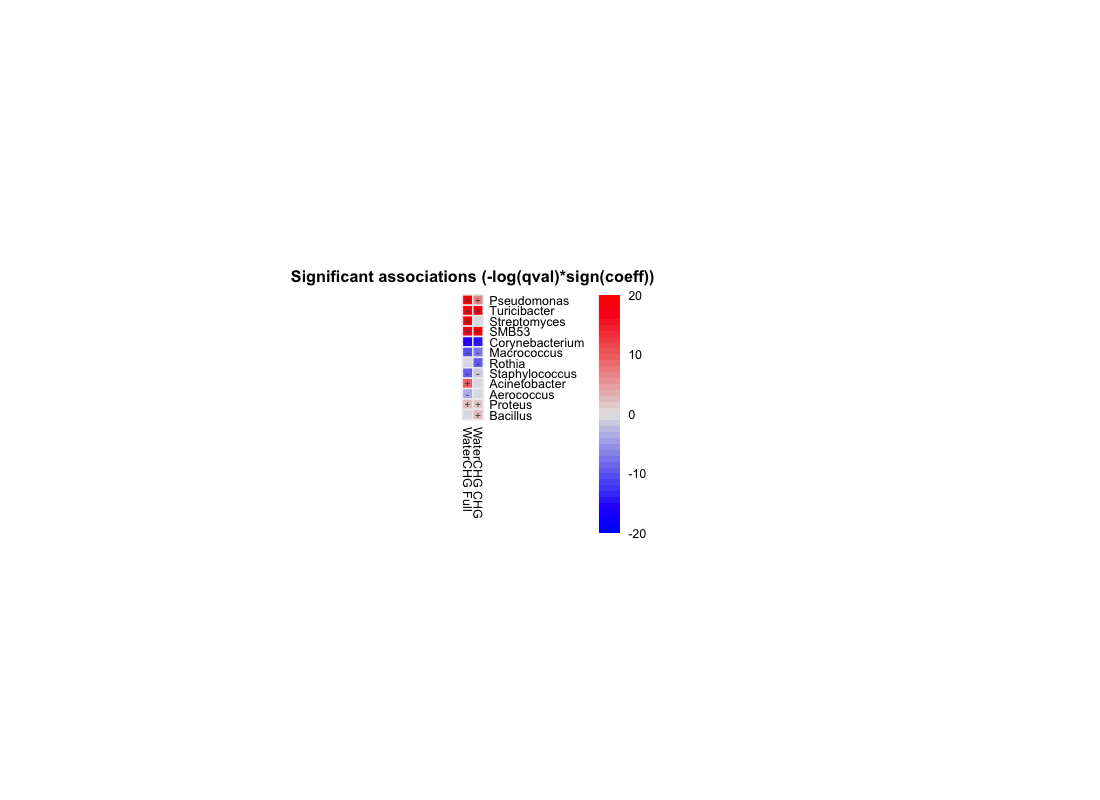 Significant associations (-log(qval)*sign(coeff))
+ Pseudomonas
Turicibacter
Streptomyces
SMB53
Corynebacterium
- - Macrococcus
- Rothia
- - Staphylococcus
+ Acinetobacter
- Aerococcus
+ + Proteus
+ Bacillus
WaterCHG Full
WaterCHG CHG
20
10
0
-10
-20